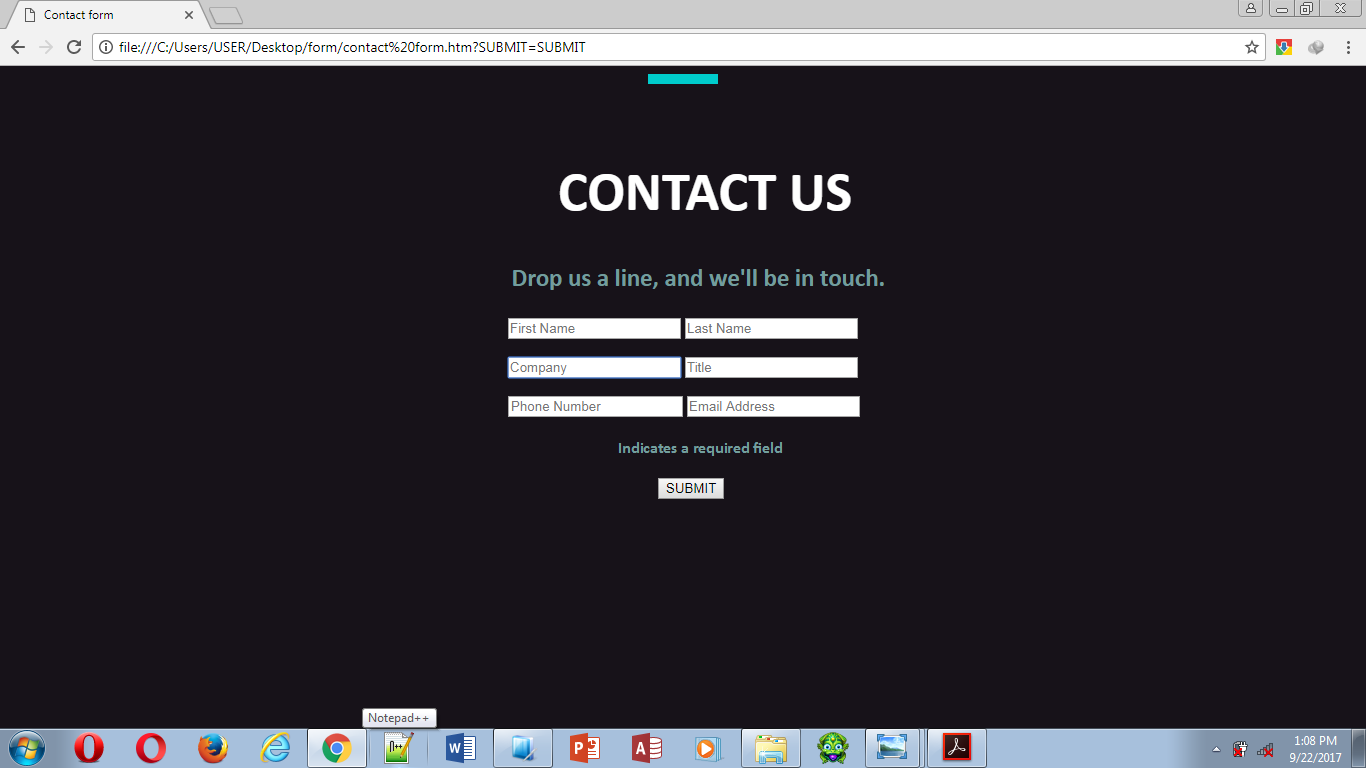 Contact form
file:///C:/Users/USER/Desktop/form/contact%20form.htm?SUBMIT=SUBMIT
CONTACT US
Drop us a line, and we'll be in touch.
First Name Last Name
Company Title
Phone Number Email Address
Indicates a required field
SUBMIT
Notepad++
1:08 PM
9/22/2017